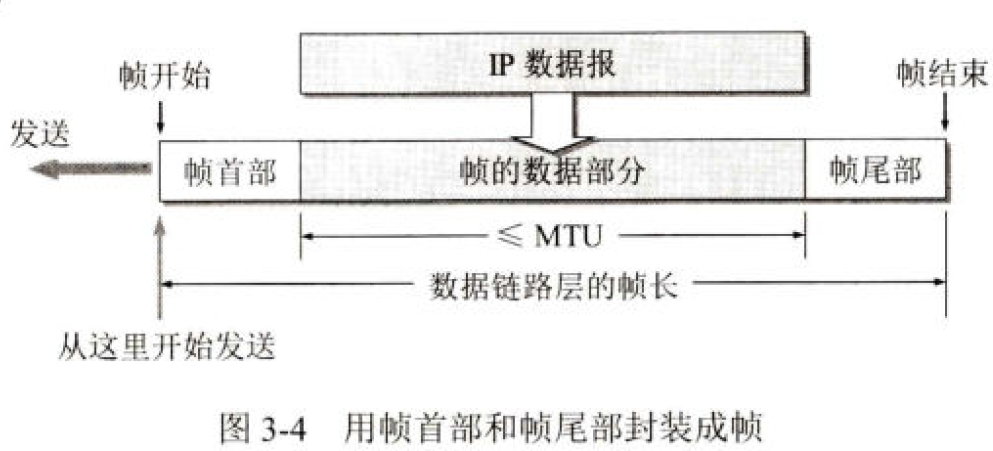 IP 数据报
帧开始
帧结束
发送
帧首部
帧的数据部分
帧尾部
≤ MTU
数据链路层的帧长
从这里开始发送
图 3-4 用帧首部和帧尾部封装成帧